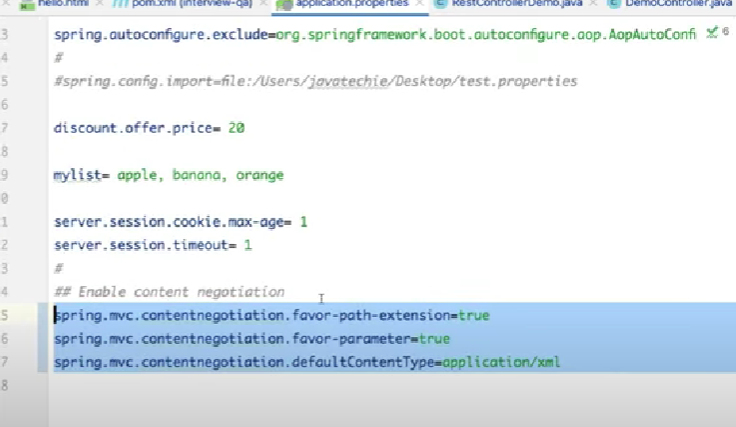 hello.html pom.xml (interview-qa) application.properties RestControllerDemo.java DemoController.java
3 spring.autoconfigure.exclude=org.springframework.boot.autoconfigure.aop.AopAutoConfi 6
4 #
5 #spring.config.import=file:/Users/javatechie/Desktop/test.properties
6
7 discount.offer.price= 20
8
9 mylist= apple, banana, orange
0
1 server.session.cookie.max-age= 1
2 server.session.timeout= 1
3 #
4 ## Enable content negotiation
5 spring.mvc.contentnegotiation.favor-path-extension=true
6 spring.mvc.contentnegotiation.favor-parameter=true
7 spring.mvc.contentnegotiation.defaultContentType=application/xml
8